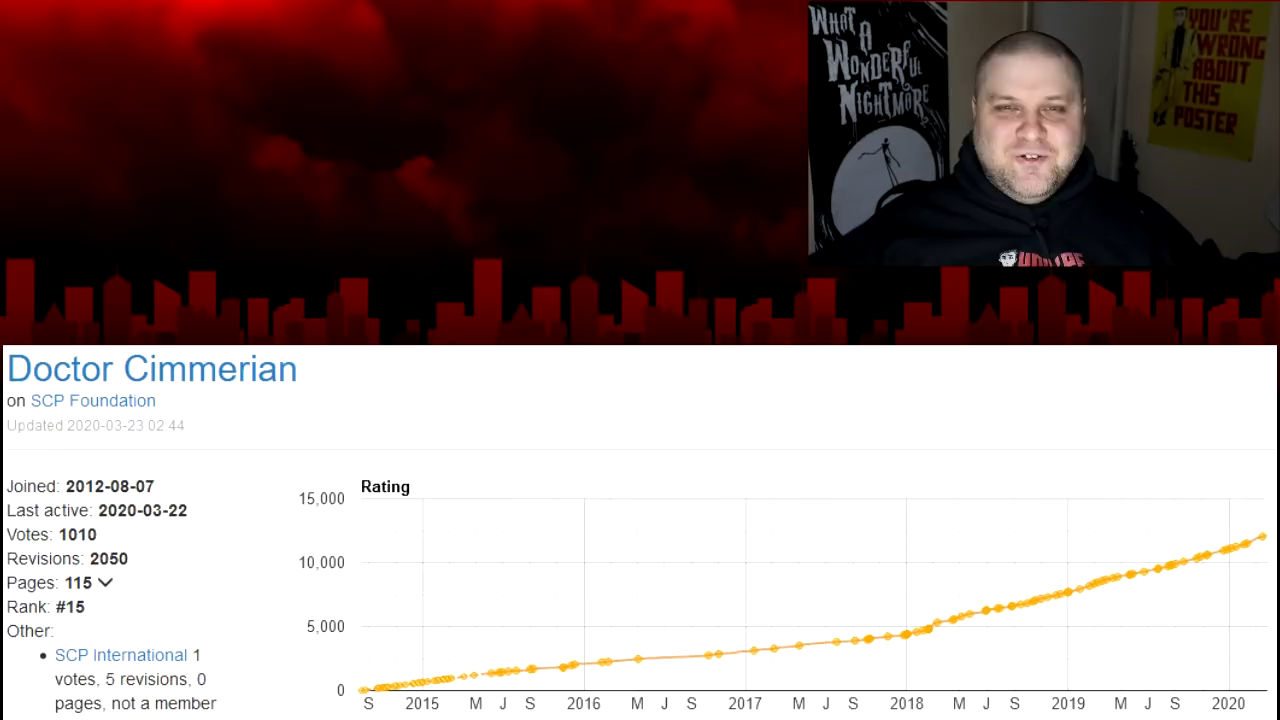 WHAT
A
WONDERFUL
NIGHTMARE
YOU'RE
WRONG
ABOUT
THIS
POSTER
Doctor Cimmerian
on SCP Foundation
Updated 2020-03-23 02:44
Joined: 2012-08-07
Last active: 2020-03-22
Votes: 1010
Revisions: 2050
Pages: 115
Rank: #15
Other:
• SCP International 1
votes, 5 revisions, 0
pages, not a member
Rating
15,000
10,000
5,000
0
S 2015 M J S 2016 M J S 2017 M J S 2018 M J S 2019 M J S 2020